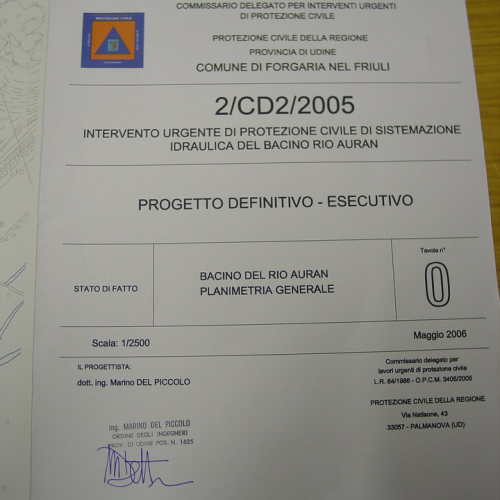 COMMISSARIO DELEGATO PER INTERVENTI URGENTI
DI PROTEZIONE CIVILE
PROTEZIONE CIVILE
PROTEZIONE CIVILE DELLA REGIONE
PROVINCIA DI UDINE
COMUNE DI FORGARIA NEL FRIULI
2/CD2/2005
INTERVENTO URGENTE DI PROTEZIONE CIVILE DI SISTEMAZIONE
IDRAULICA DEL BACINO RIO AURAN
PROGETTO DEFINITIVO - ESECUTIVO
STATO DI FATTO
BACINO DEL RIO AURAN
PLANIMETRIA GENERALE
Tavola n°
0
Scala: 1/2500
Maggio 2006
IL PROGETTISTA:
dott. ing. Marino DEL PICCOLO
Commissario delegato per
lavori urgenti di protezione civile
L.R. 64/1986 - O.P.C.M. 3405/2005
PROTEZIONE CIVILE DELLA REGIONE
Via Natisone, 43
33057 - PALMANOVA (UD)
Ing. MARINO DEL PICCOLO
ORDINE DEGLI INGEGNERI
PROV. DI UDINE POS. N. 1625